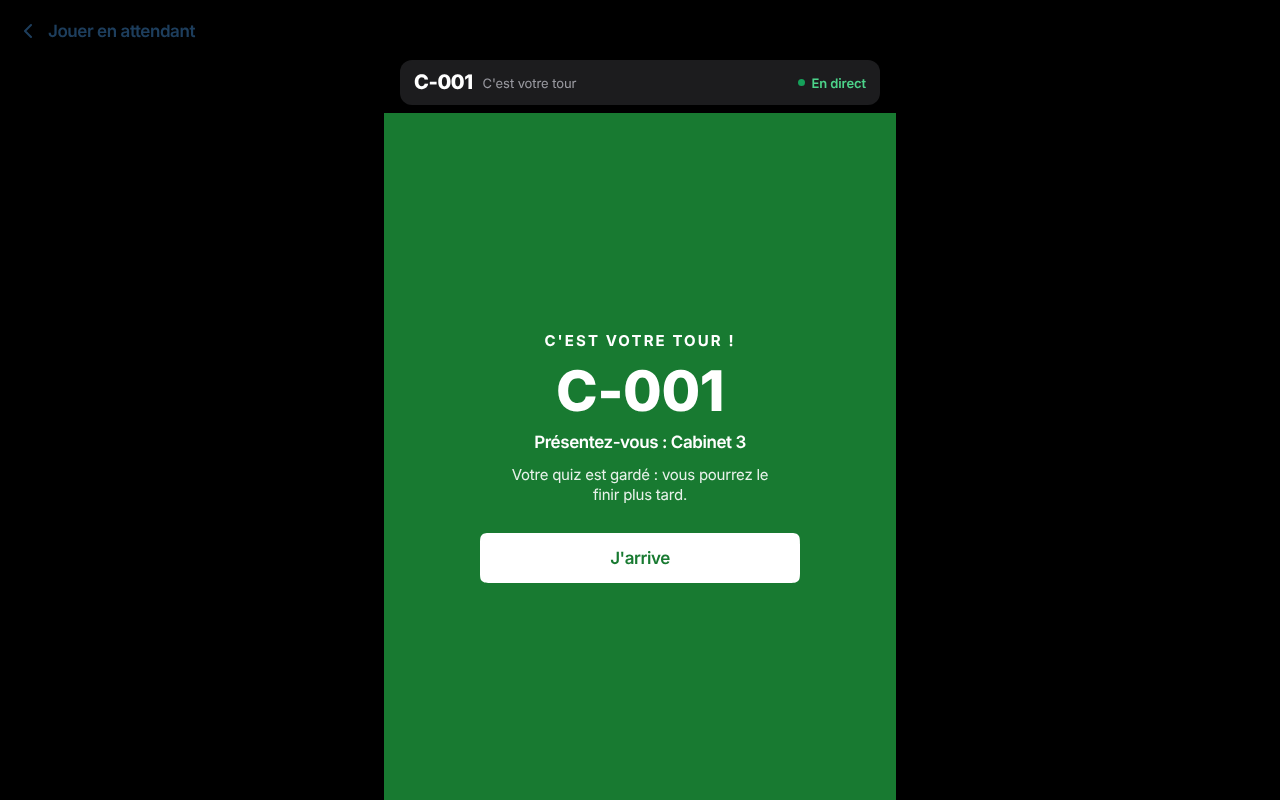 Jouer en attendant
C-001 C'est votre tour En direct
C'EST VOTRE TOUR !
C-001
Présentez-vous : Cabinet 3
Votre quiz est gardé : vous pourrez le
finir plus tard.
J'arrive